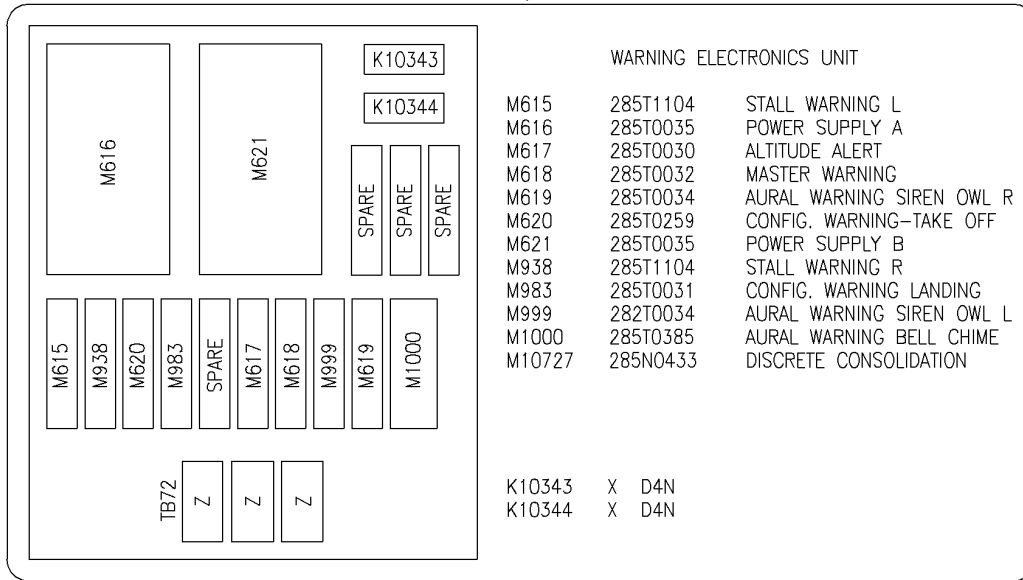 K10343
K10344
M616
M621
SPARE
SPARE
SPARE
M615
M938
M620
M983
SPARE
M617
M618
M999
M619
M1000
TB72
Z
Z
Z
WARNING ELECTRONICS UNIT
M615 285T1104 STALL WARNING L
M616 285T0035 POWER SUPPLY A
M617 285T0030 ALTITUDE ALERT
M618 285T0032 MASTER WARNING
M619 285T0034 AURAL WARNING SIREN OWL R
M620 285T0259 CONFIG. WARNING-TAKE OFF
M621 285T0035 POWER SUPPLY B
M938 285T1104 STALL WARNING R
M983 285T0031 CONFIG. WARNING LANDING
M999 282T0034 AURAL WARNING SIREN OWL L
M1000 285T0385 AURAL WARNING BELL CHIME
M10727 285N0433 DISCRETE CONSOLIDATION
K10343 X D4N
K10344 X D4N